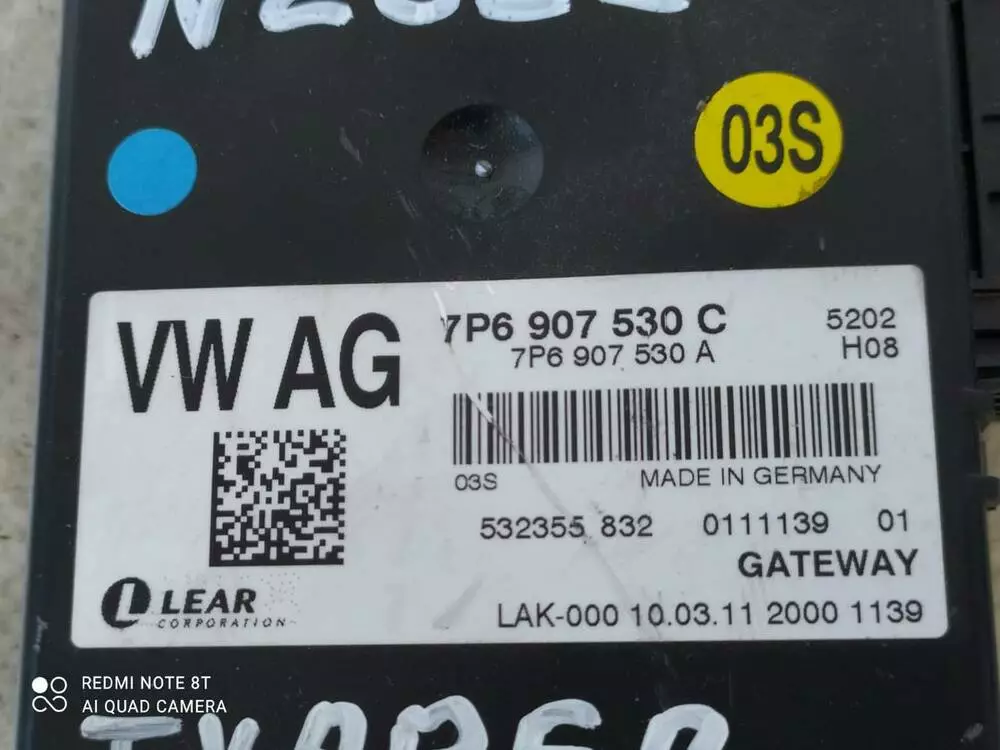 03S
VW AG
7P6 907 530 C
5202
7P6 907 530 A
H08
03S
MADE IN GERMANY
532355 832 0111139 01
GATEWAY
LEAR
CORPORATION
LAK-000 10.03.11 2000 1139
REDMI NOTE 8T
AI QUAD CAMERA